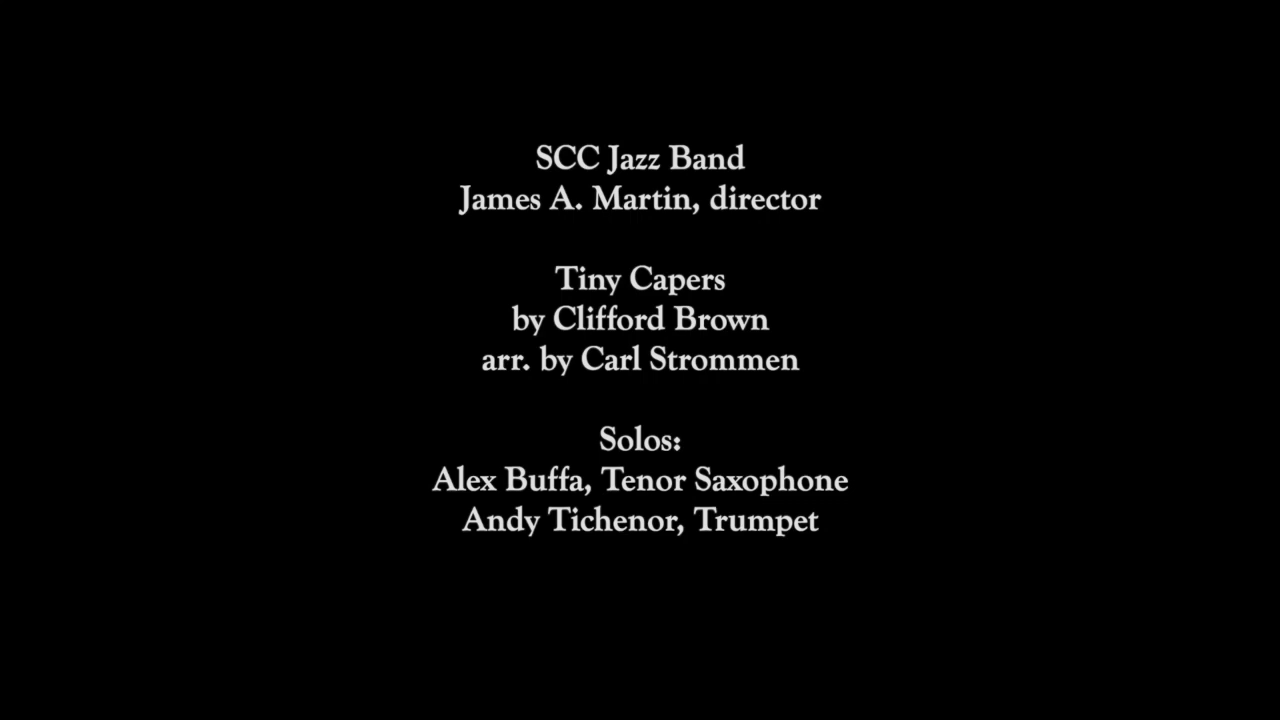 SCC Jazz Band
James A. Martin, director
Tiny Capers
by Clifford Brown
arr. by Carl Strommen
Solos:
Alex Buffa, Tenor Saxophone
Andy Tichenor, Trumpet